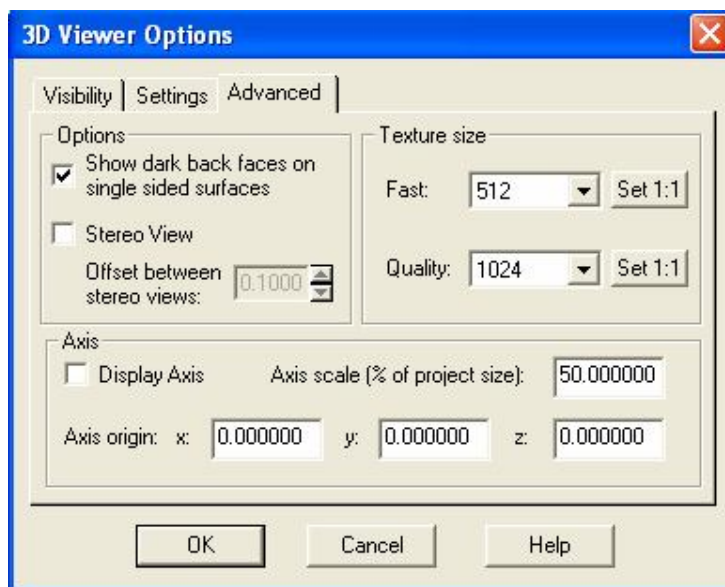 3D Viewer Options
Visibility Settings Advanced
Options
Show dark back faces on
single sided surfaces
Stereo View
Offset between
stereo views:
0.1000
Texture size
Fast: 512 Set 1:1
Quality: 1024 Set 1:1
Axis
Display Axis Axis scale (% of project size): 50.000000
Axis origin: x: 0.000000 y: 0.000000 z: 0.000000
OK Cancel Help